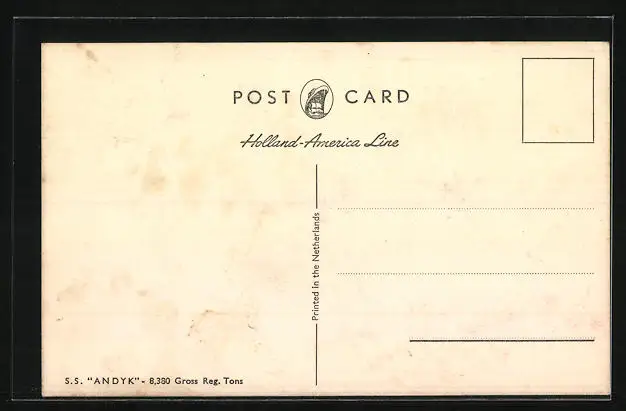 POST CARD
Holland-America Line
Printed in the Netherlands
S.S. "ANDYK" - 8,380 Gross Reg. Tons